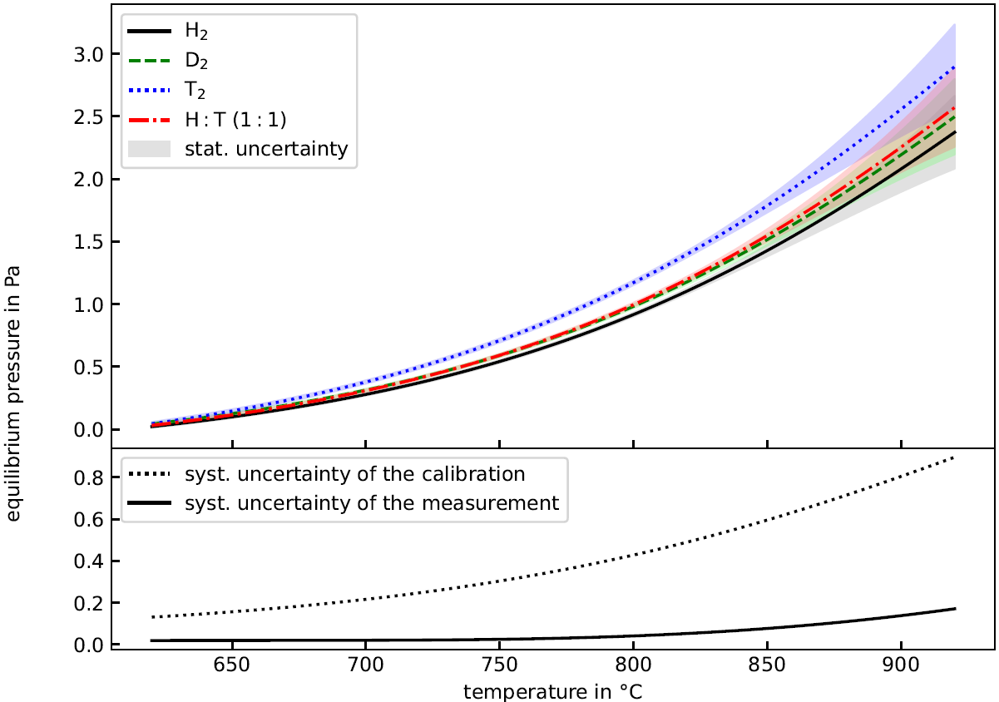 H₂
D₂
T₂
H : T (1 : 1)
stat. uncertainty
3.0
2.5
2.0
1.5
1.0
0.5
0.0
equilibrium pressure in Pa
syst. uncertainty of the calibration
syst. uncertainty of the measurement
0.8
0.6
0.4
0.2
0.0
650 700 750 800 850 900
temperature in °C